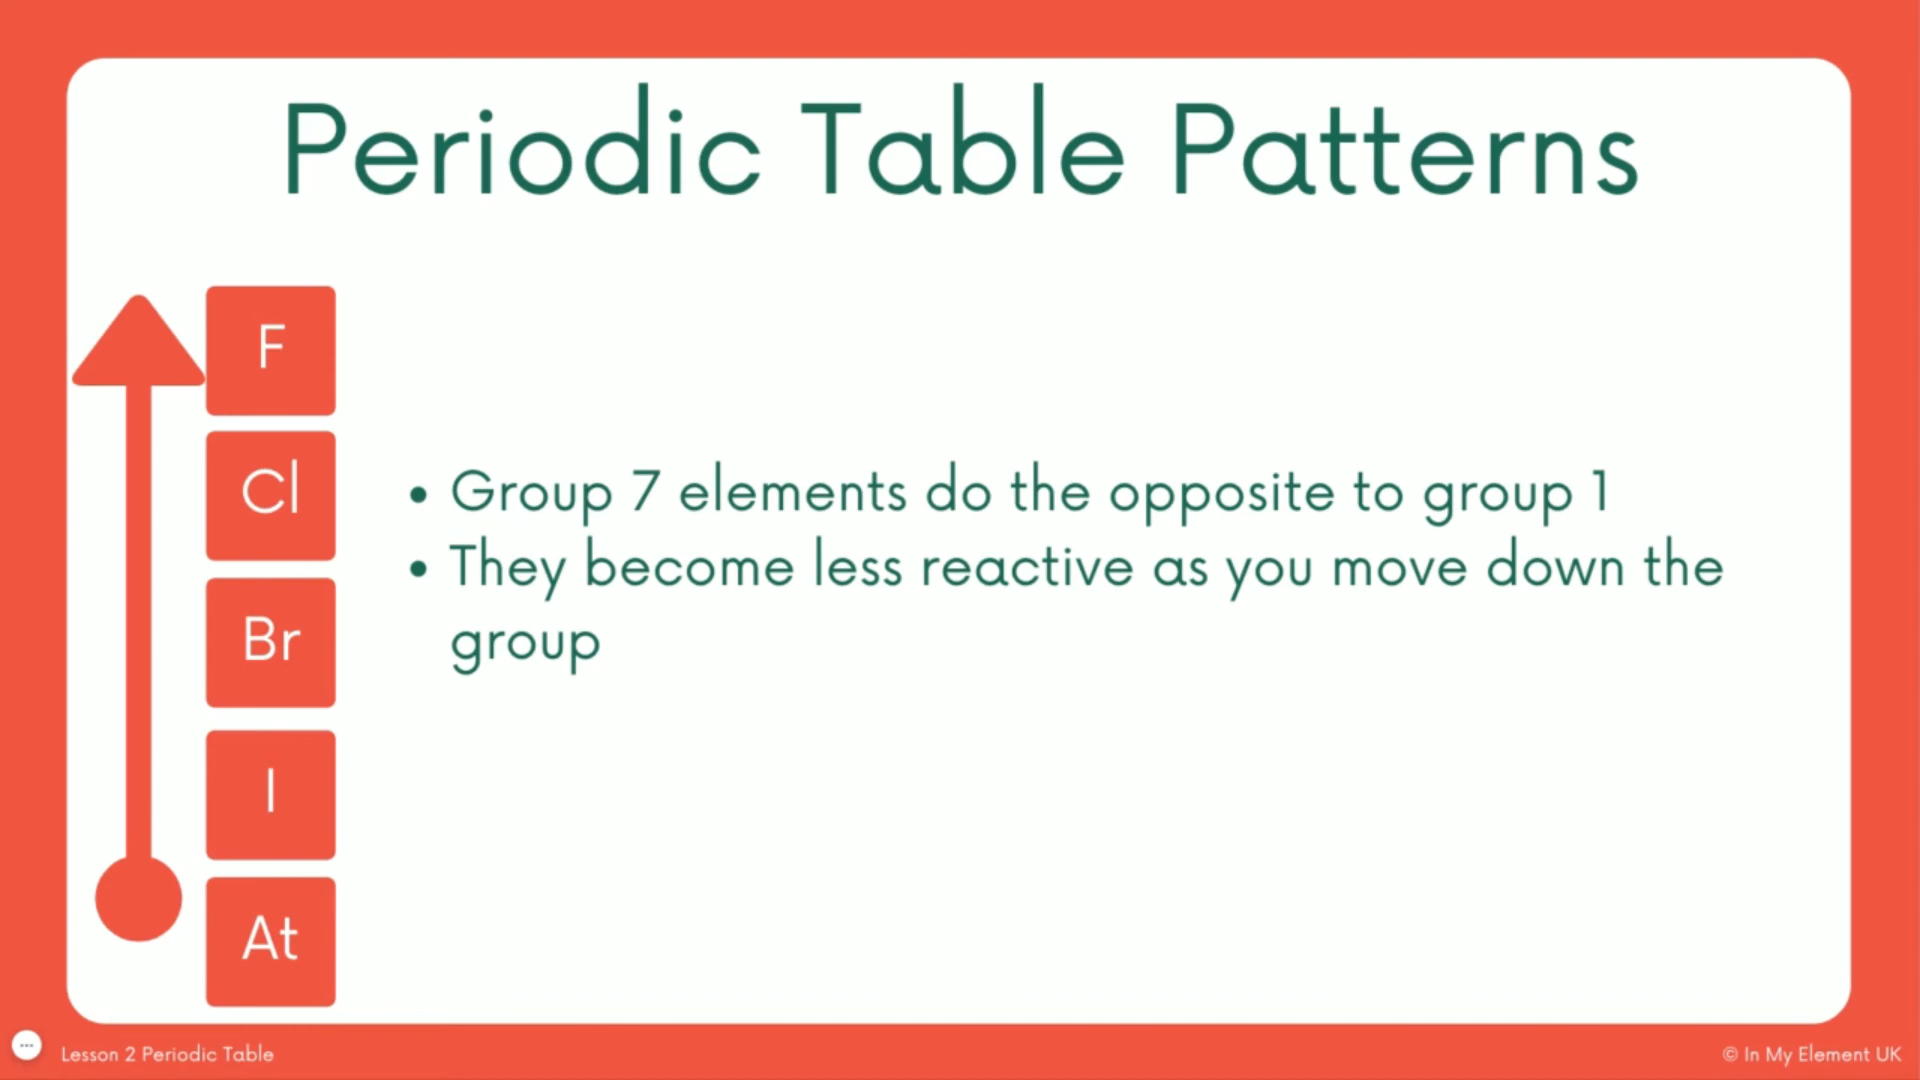 Periodic Table Patterns
F
Cl
Br
I
At
• Group 7 elements do the opposite to group 1
• They become less reactive as you move down the
group
Lesson 2 Periodic Table
© In My Element UK